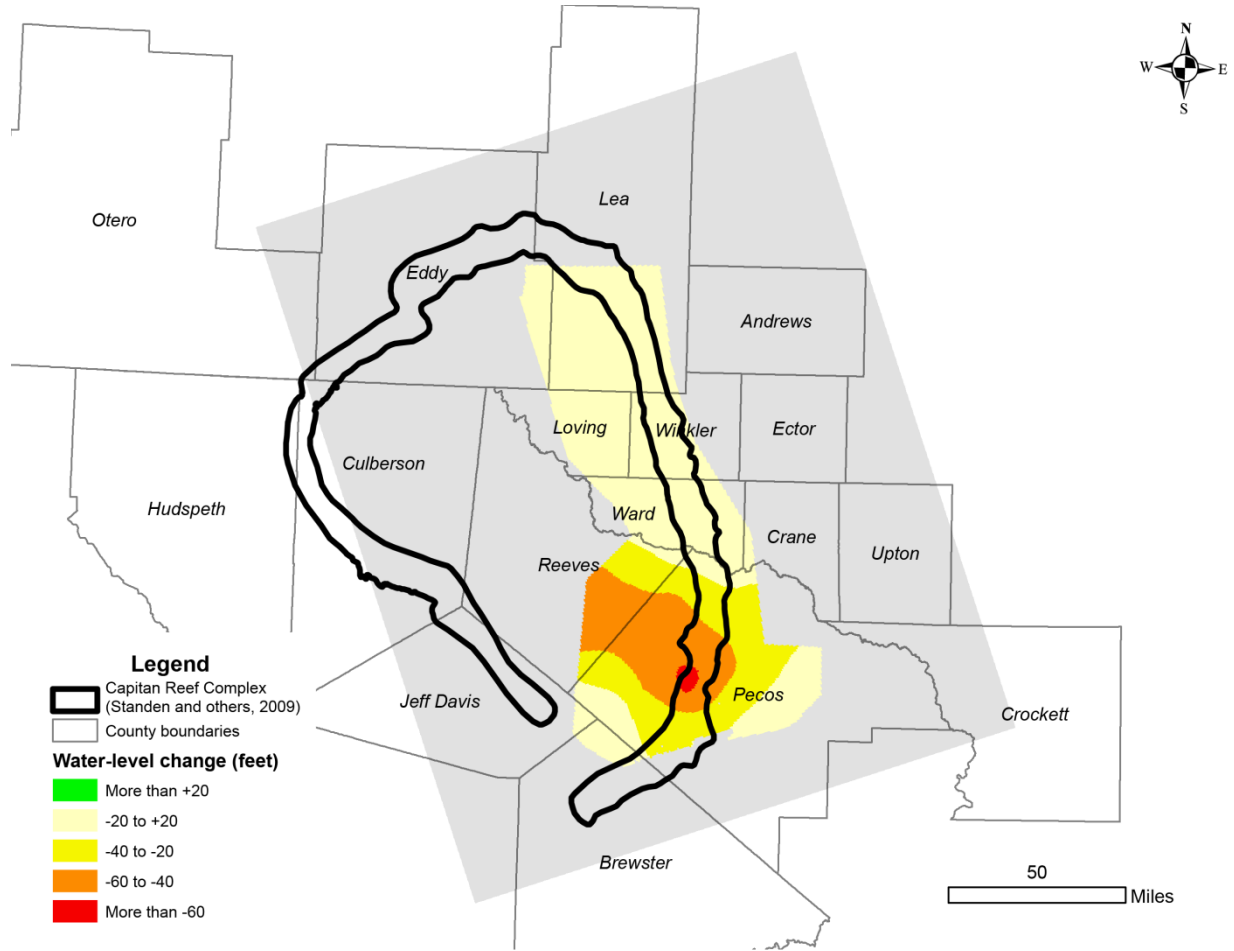 N
W E
S
Lea
Otero
Eddy
Andrews
Loving
Winkler
Ector
Culberson
Hudspeth
Ward
Crane
Upton
Reeves
Legend
Capitan Reef Complex
(Standen and others, 2009)
County boundaries
Water-level change (feet)
More than +20
-20 to +20
-40 to -20
-60 to -40
More than -60
Jeff Davis
Pecos
Crockett
Brewster
50
Miles